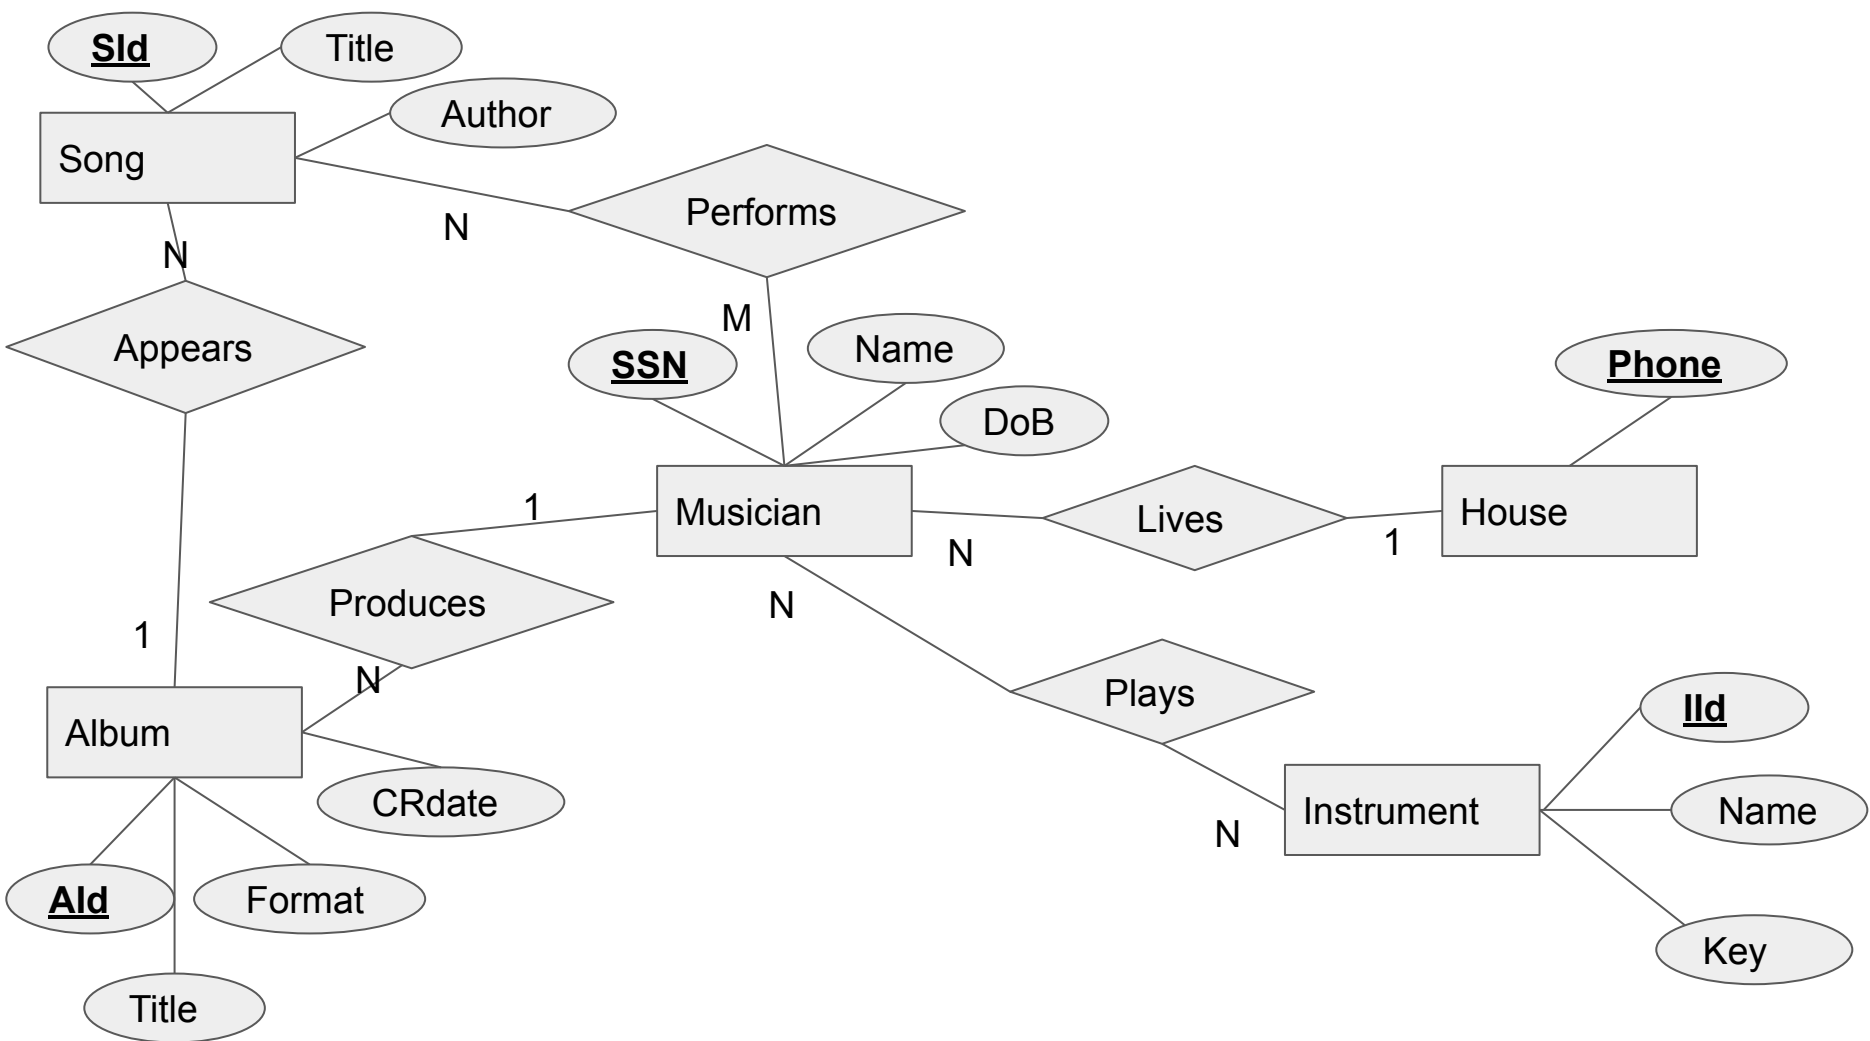 SId
Title
Author
Song
Performs
N
N
M
Appears
SSN
Name
Phone
DoB
1
Musician
Lives
House
N
1
Produces
N
1
N
Plays
Album
IId
CRdate
Instrument
Name
N
AId
Format
Key
Title